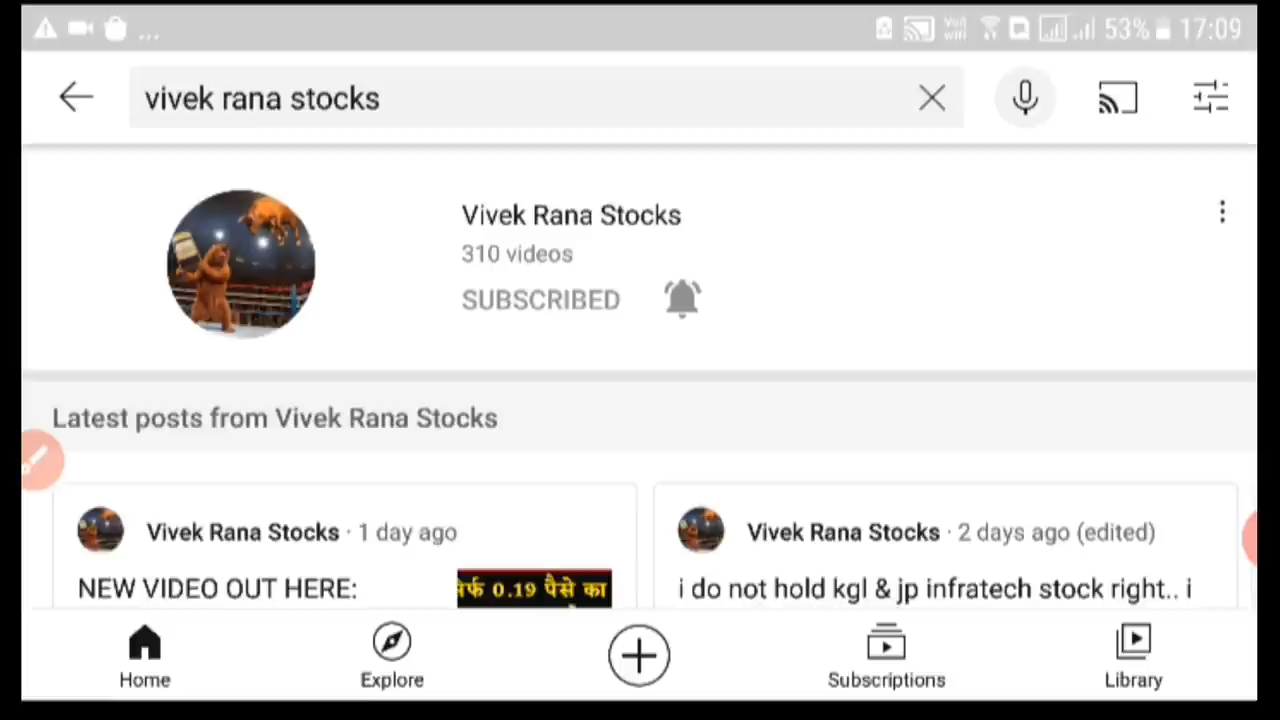 53% 17:09
vivek rana stocks
Vivek Rana Stocks
310 videos
SUBSCRIBED
Latest posts from Vivek Rana Stocks
Vivek Rana Stocks · 1 day ago
NEW VIDEO OUT HERE:
0.19 पैसे का
Vivek Rana Stocks · 2 days ago (edited)
i do not hold kgl & jp infratech stock right.. i
Home
Explore
Subscriptions
Library